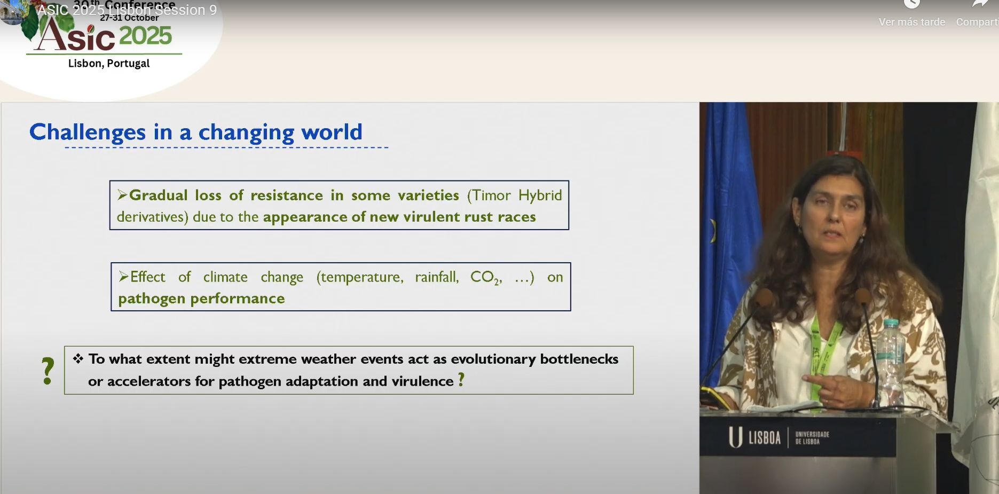 30th Conference
ASIC 2025 Lisbon Session 9
27-31 October
Asic 2025
Lisbon, Portugal
Ver más tarde
Comparti
Challenges in a changing world
➢Gradual loss of resistance in some varieties (Timor Hybrid
derivatives) due to the appearance of new virulent rust races
➢Effect of climate change (temperature, rainfall, CO₂, ...) on
pathogen performance
?
❖ To what extent might extreme weather events act as evolutionary bottlenecks
or accelerators for pathogen adaptation and virulence ?
U LISBOA | UNIVERSIDADE
DE LISBOA